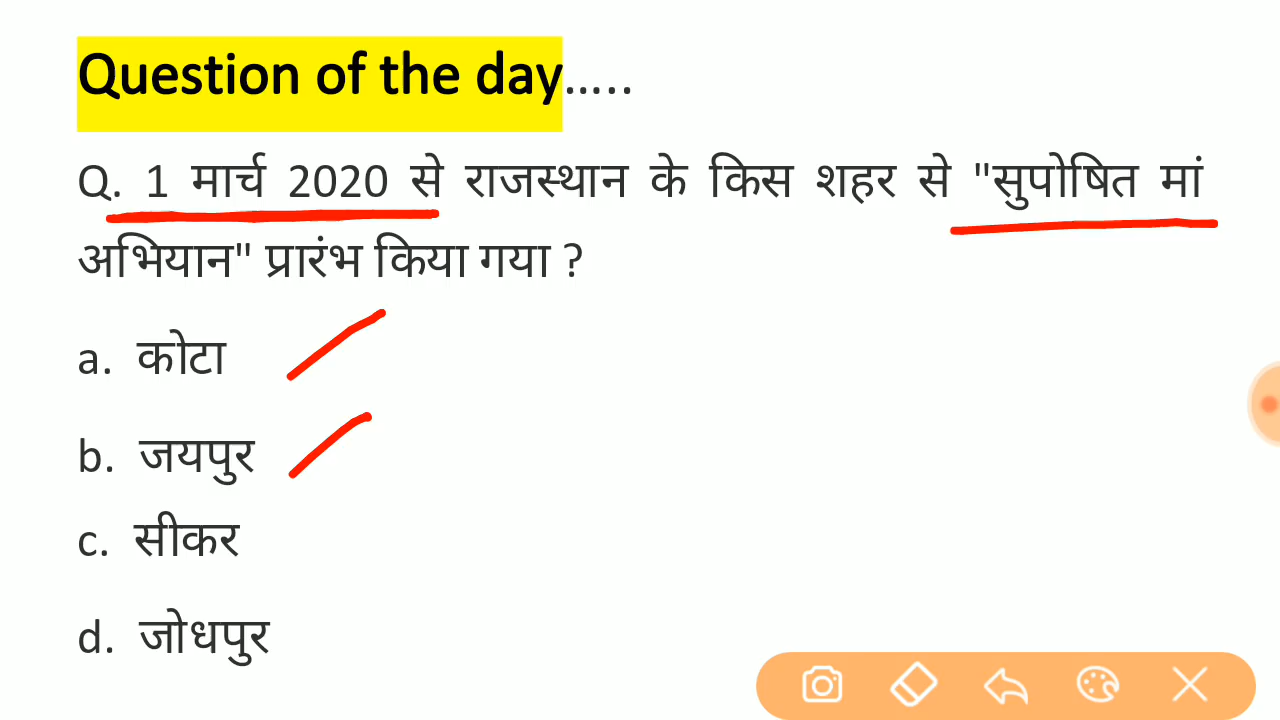 Question of the day.....
Q. 1 मार्च 2020 से राजस्थान के किस शहर से "सुपोषित मां
अभियान" प्रारंभ किया गया ?
a. कोटा
b. जयपुर
c. सीकर
d. जोधपुर